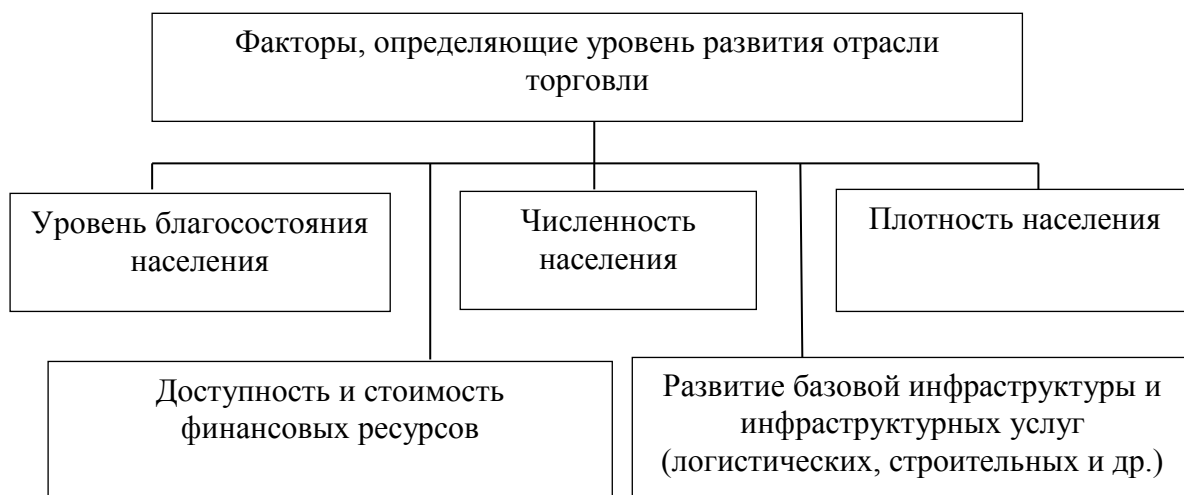 Факторы, определяющие уровень развития отрасли
торговли
Уровень благосостояния
населения
Численность
населения
Плотность населения
Доступность и стоимость
финансовых ресурсов
Развитие базовой инфраструктуры и
инфраструктурных услуг
(логистических, строительных и др.)